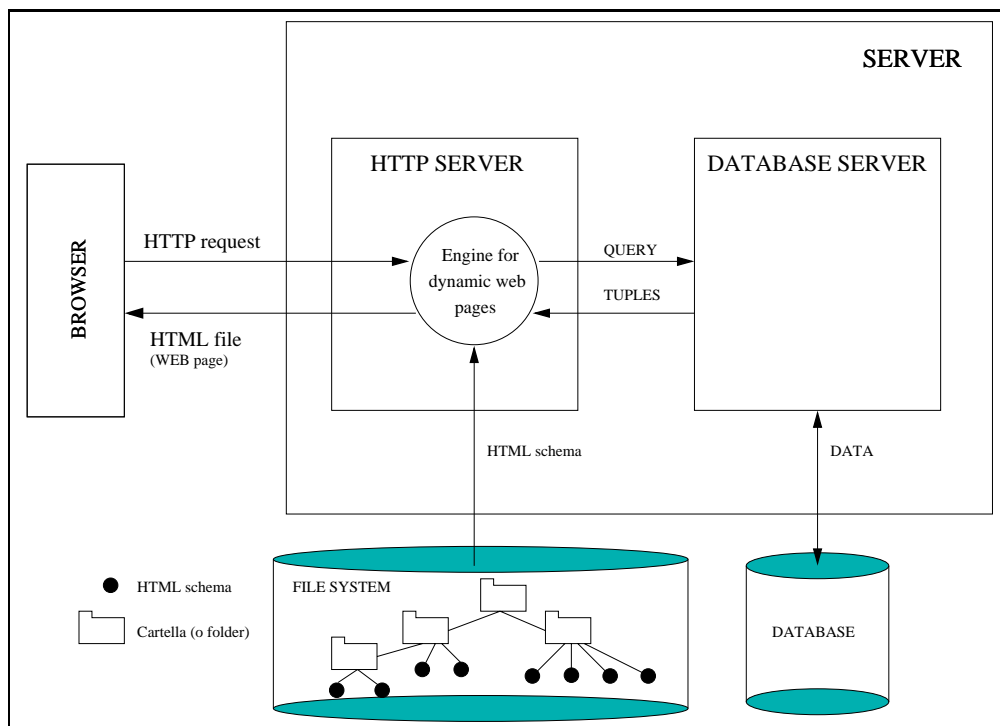 SERVER
HTTP SERVER
DATABASE SERVER
BROWSER
HTTP request
Engine for
dynamic web
pages
QUERY
TUPLES
HTML file
(WEB page)
HTML schema
DATA
HTML schema
Cartella (o folder)
FILE SYSTEM
DATABASE